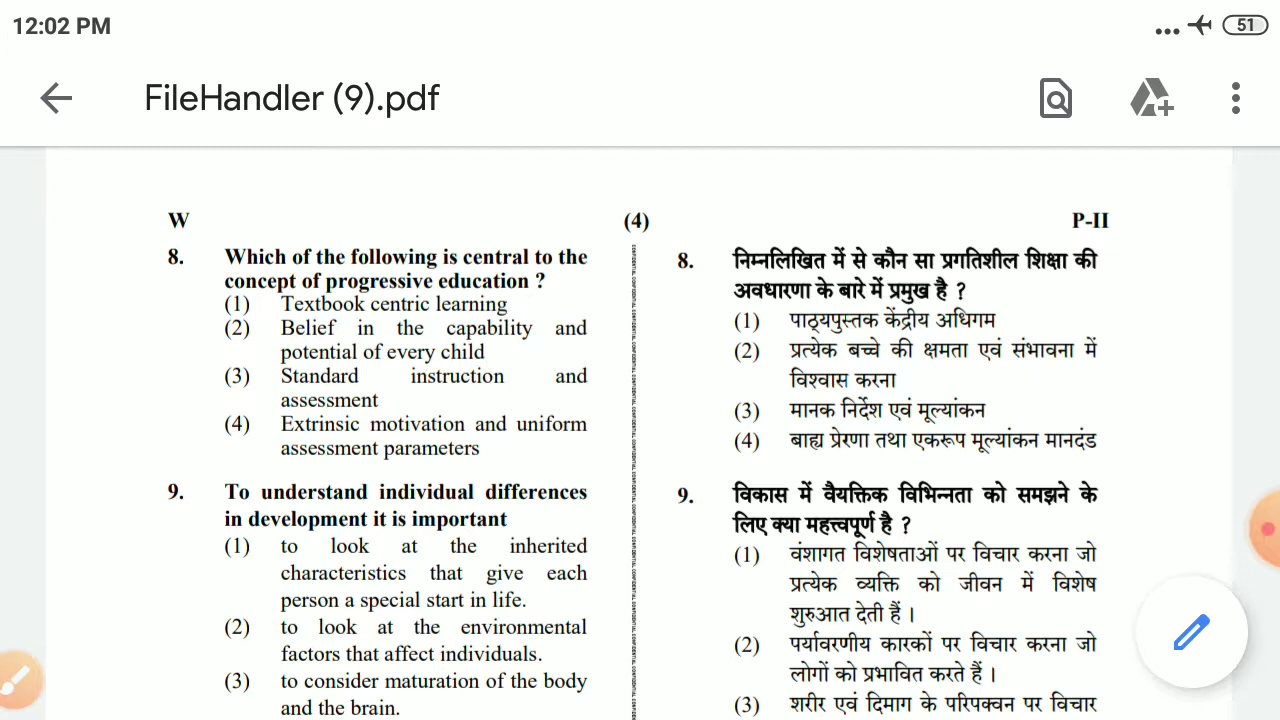 12:02 PM
51
FileHandler (9).pdf
W
(4)
P-II
8. Which of the following is central to the
concept of progressive education ?
(1) Textbook centric learning
(2) Belief in the capability and
potential of every child
(3) Standard instruction and
assessment
(4) Extrinsic motivation and uniform
assessment parameters
9. To understand individual differences
in development it is important
(1) to look at the inherited
characteristics that give each
person a special start in life.
(2) to look at the environmental
factors that affect individuals.
(3) to consider maturation of the body
and the brain.
8. निम्नलिखित में से कौन सा प्रगतिशील शिक्षा की
अवधारणा के बारे में प्रमुख है ?
(1) पाठ्यपुस्तक केंद्रीय अधिगम
(2) प्रत्येक बच्चे की क्षमता एवं संभावना में
विश्वास करना
(3) मानक निर्देश एवं मूल्यांकन
(4) बाह्य प्रेरणा तथा एकरूप मूल्यांकन मानदंड
9. विकास में वैयक्तिक विभिन्नता को समझने के
लिए क्या महत्त्वपूर्ण है ?
(1) वंशागत विशेषताओं पर विचार करना जो
प्रत्येक व्यक्ति को जीवन में विशेष
शुरुआत देती हैं ।
(2) पर्यावरणीय कारकों पर विचार करना जो
लोगों को प्रभावित करते हैं ।
(3) शरीर एवं दिमाग के परिपक्वन पर विचार